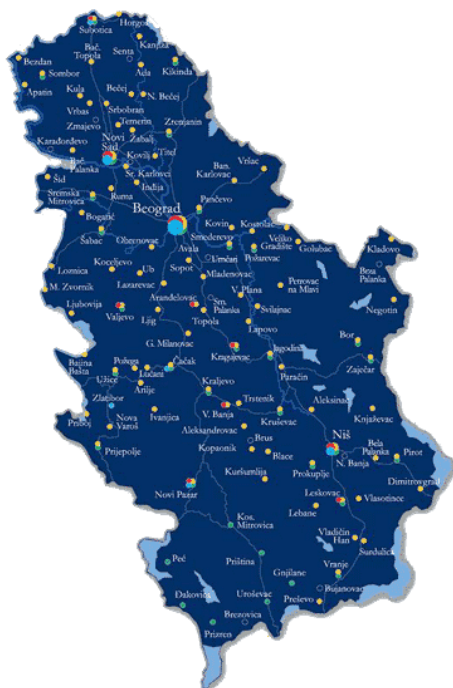 Horgoš
Subotica
Kanjiža
Bač.
Topola
Senta
Bezdan
Sombor
Ada
Kikinda
Apatin
Kula
Bečej
N. Bečej
Vrbas
Srbobran
Zmajevo
Temerin
Zrenjanin
Novi
Sad
Žabalj
Karađorđevo
Kovilj
Titel
Bač.
Palanka
Vršac
Ban.
Karlovac
Sr. Karlovci
Šid
Inđija
Ruma
Sremska
Mitrovica
Pančevo
Beograd
Bogatić
Kovin
Kostolac
Šabac
Smederevo
Veliko
Gradište
Golubac
Kladovo
Obrenovac
Avala
Umčari
Požarevac
Brza
Palanka
Loznica
Koceljevo
Ub
Sopot
Mladenovac
M. Zvornik
Lazarevac
Petrovac
na Mlavi
V. Plana
Aranđelovac
Sm.
Palanka
Negotin
Ljubovija
Valjevo
Svilajnac
Ljig
Topola
Lapovo
Bor
G. Milanovac
Kragujevac
Jagodina
Bajina
Bašta
Požega
Čačak
Zaječar
Lučani
Paraćin
Užice
Kraljevo
Arilje
Zlatibor
Trstenik
Aleksinac
Knjaževac
Priboj
Nova
Varoš
Ivanjica
V. Banja
Kruševac
Aleksandrovac
Brus
Niš
Prijepolje
Kopaonik
Blace
Bela
Palanka
Pirot
N. Banja
Prokuplje
Kuršumlija
Dimitrovgrad
Novi Pazar
Leskovac
Vlasotince
Lebane
Kos.
Mitrovica
Vladičin
Han
Surdulica
Peć
Priština
Vranje
Gnjilane
Bujanovac
Đakovica
Uroševac
Preševo
Brezovica
Prizren